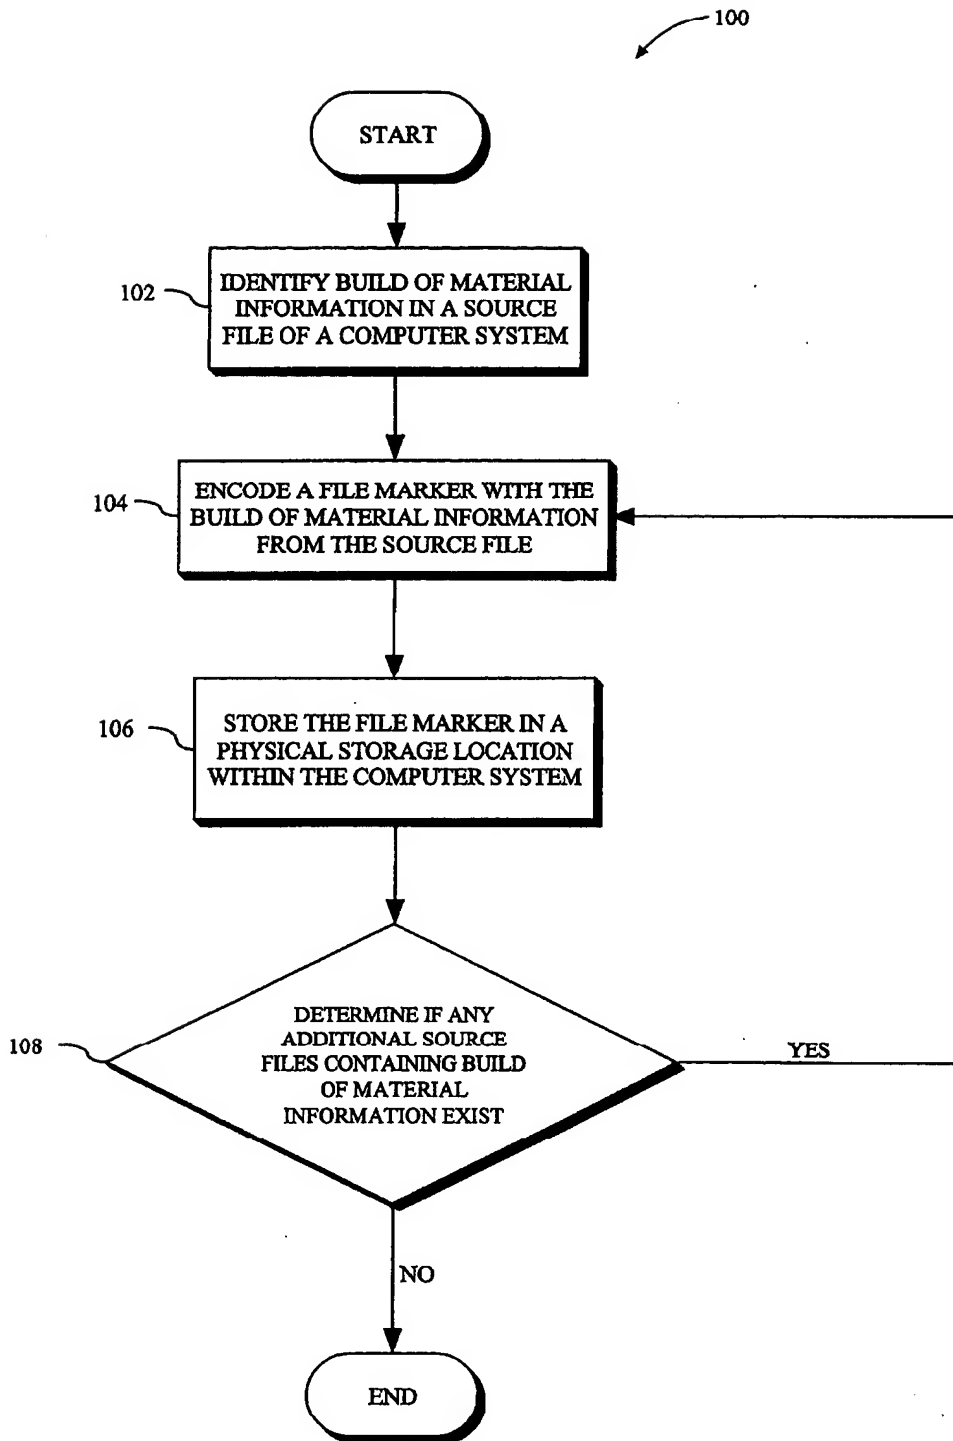 100
START
102
IDENTIFY BUILD OF MATERIAL
INFORMATION IN A SOURCE
FILE OF A COMPUTER SYSTEM
104
ENCODE A FILE MARKER WITH THE
BUILD OF MATERIAL INFORMATION
FROM THE SOURCE FILE
106
STORE THE FILE MARKER IN A
PHYSICAL STORAGE LOCATION
WITHIN THE COMPUTER SYSTEM
108
DETERMINE IF ANY
ADDITIONAL SOURCE
FILES CONTAINING BUILD
OF MATERIAL
INFORMATION EXIST
YES
NO
END